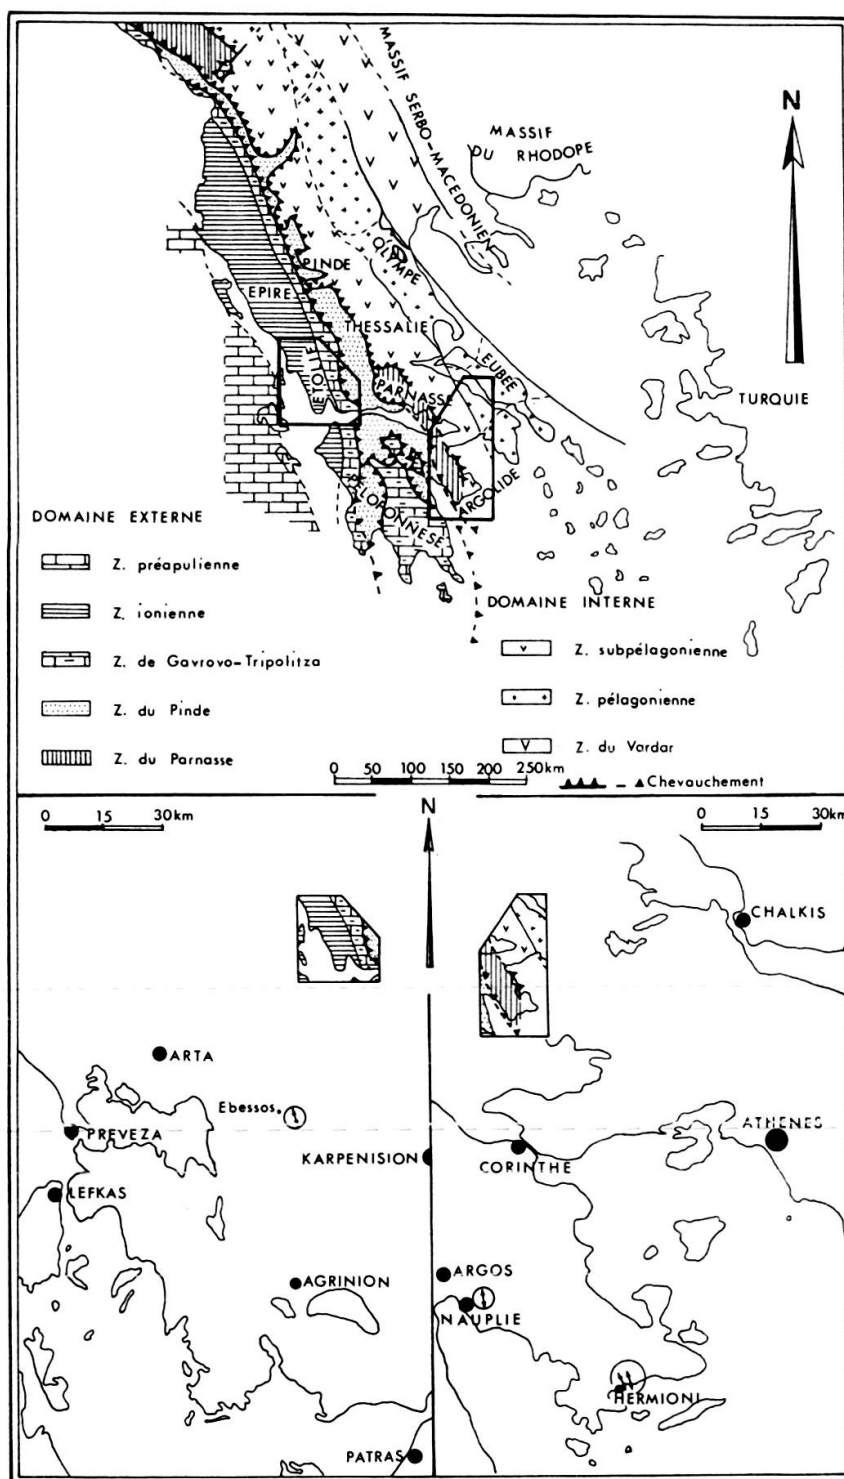 MASSIF SERBO-MACEDONIEN
N
MASSIF
DU RHODOPE
OLYMPE
PINDE
EPIRE
THESSALIE
ETOLIE
EUBÉE
PARNASSE
TURQUIE
ARGOLIDE
PELOPONNESE
DOMAINE EXTERNE
Z. préapulienne
Z. ionienne
Z. de Gavrovo-Tripolitza
Z. du Pinde
Z. du Parnasse
DOMAINE INTERNE
Z. subpélagonienne
Z. pélagonienne
Z. du Vardar
0 50 100 150 200 250km
Chevauchement
0 15 30km
N
0 15 30km
CHALKIS
ARTA
Ebessos
PREVEZA
ATHENES
KARPENISION
CORINTHE
LEFKAS
ARGOS
AGRINION
NAUPLIE
HERMIONI
PATRAS